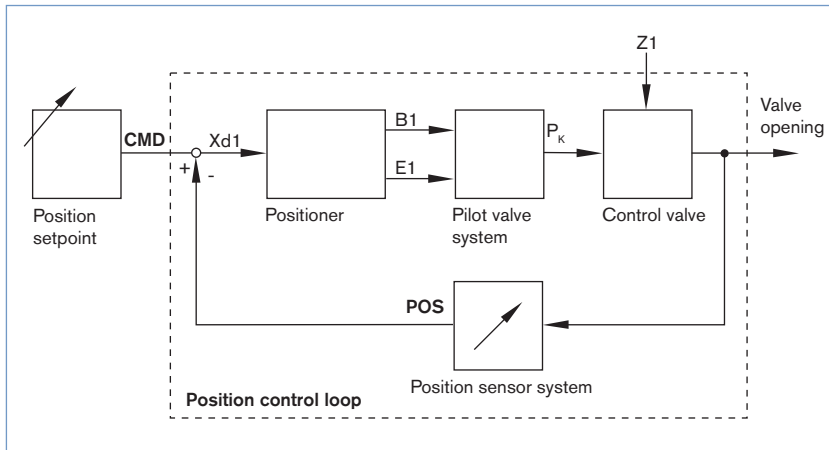 Z1
Valve
opening
B1
CMD
Xd1
P_K
+
-
E1
Position
setpoint
Positioner
Pilot valve
system
Control valve
POS
Position sensor system
Position control loop